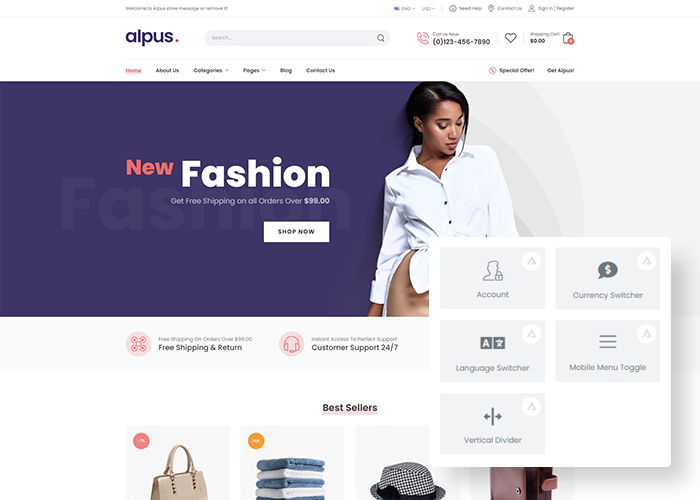 Welcome to Alpus store message or remove it!
ENG
USD
Need Help
Contact Us
Sign in / Register
alpus.
Search...
Call Us Now:
(0)123-456-7890
Shopping Cart
$0.00
0
Home
About Us
Categories
Pages
Blog
Contact Us
Special Offer!
Get Alpus!
Fashion
New Fashion
Get Free Shipping on all Orders Over $99.00
SHOP NOW
Free Shipping On Orders Over $99.00
Free Shipping & Return
Instant Access To Perfect Support
Customer Support 24/7
Account
$
Currency Switcher
A
Language Switcher
Mobile Menu Toggle
Vertical Divider
Best Sellers
-7%